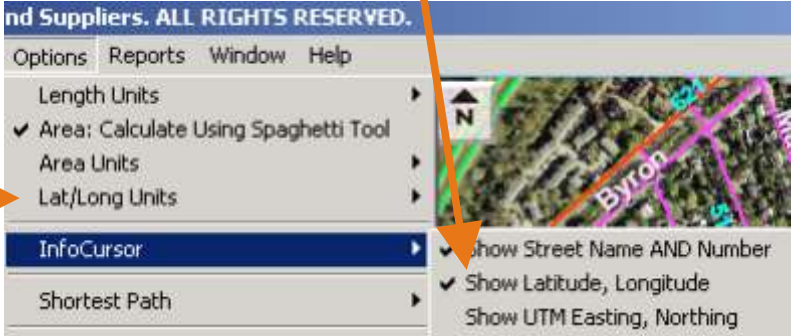 nd Suppliers. ALL RIGHTS RESERVED.
Options Reports Window Help
Length Units
Area: Calculate Using Spaghetti Tool
Area Units
Lat/Long Units
InfoCursor
Shortest Path
Show Street Name AND Number
Show Latitude, Longitude
Show UTM Easting, Northing
N
621
Byron